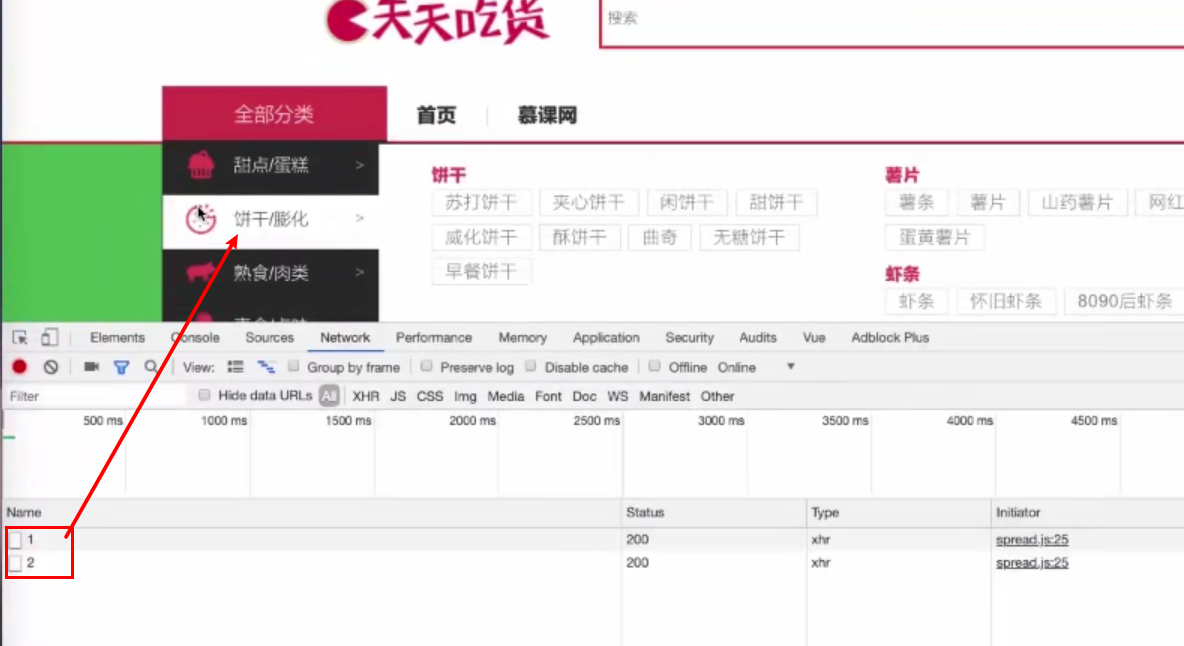 天天吃货
搜索
全部分类
首页
慕课网
甜点/蛋糕 >
饼干/膨化 >
熟食/肉类 >
饼干
苏打饼干 夹心饼干 闲饼干 甜饼干
威化饼干 酥饼干 曲奇 无糖饼干
早餐饼干
薯片
薯条 薯片 山药薯片 网红
蛋黄薯片
虾条
虾条 怀旧虾条 8090后虾条
Elements Console Sources Network Performance Memory Application Security Audits Vue Adblock Plus
View: Group by frame Preserve log Disable cache Offline Online
Filter Hide data URLs All XHR JS CSS Img Media Font Doc WS Manifest Other
500 ms 1000 ms 1500 ms 2000 ms 2500 ms 3000 ms 3500 ms 4000 ms 4500 ms
Name Status Type Initiator
1 200 xhr spread.js:25
2 200 xhr spread.js:25